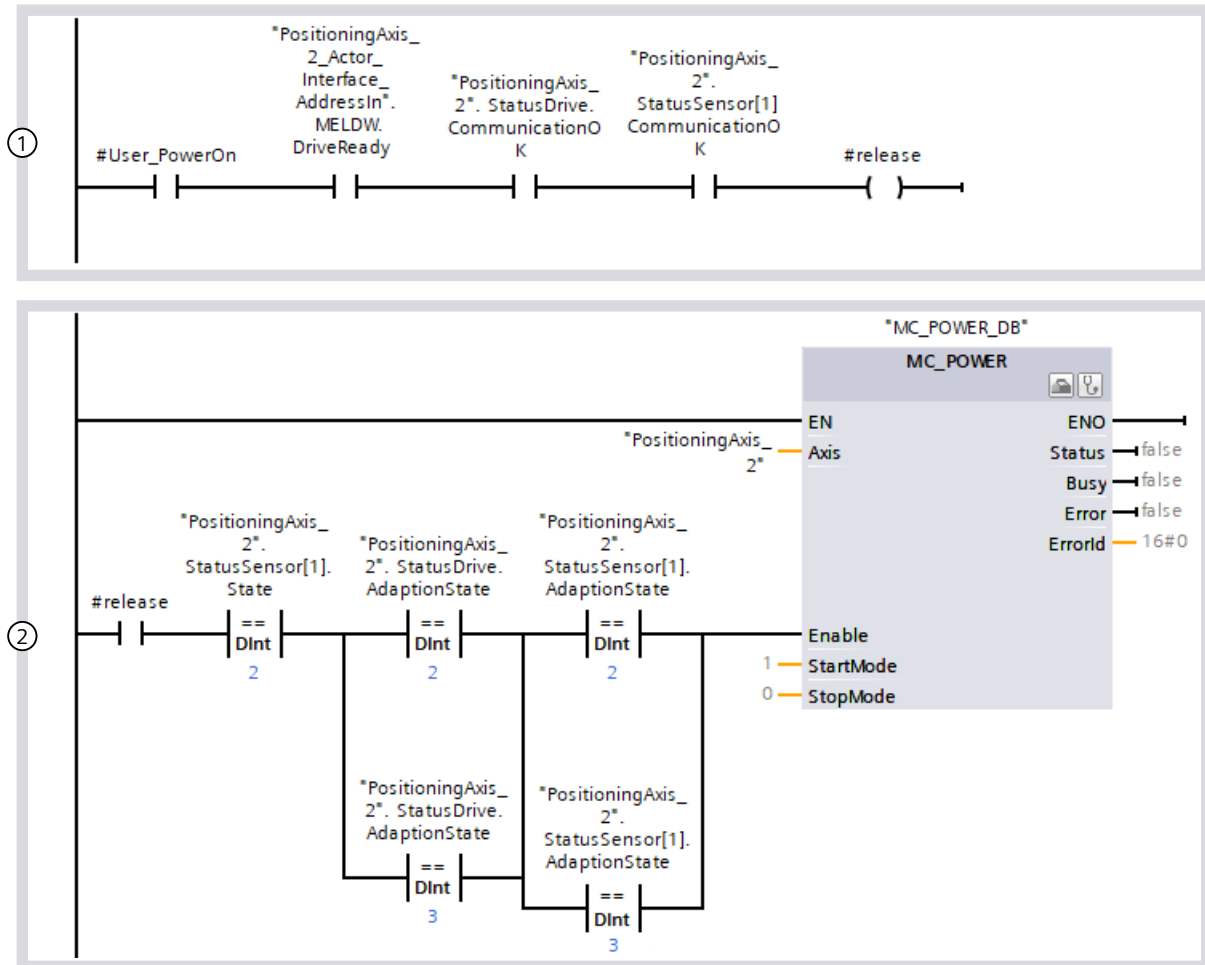 1
"PositioningAxis_
2_Actor_
Interface_
AddressIn".
MELDW.
DriveReady
"PositioningAxis_
2". StatusDrive.
CommunicationO
K
"PositioningAxis_
2".
StatusSensor[1]
CommunicationO
K
#User_PowerOn
#release
2
"MC_POWER_DB"
MC_POWER
EN
ENO
"PositioningAxis_
2"
Axis
Status
false
Busy
false
Error
false
ErrorId
16#0
#release
"PositioningAxis_
2".
StatusSensor[1].
State
==
DInt
2
"PositioningAxis_
2". StatusDrive.
AdaptionState
==
DInt
2
"PositioningAxis_
2".
StatusSensor[1].
AdaptionState
==
DInt
2
Enable
1
StartMode
0
StopMode
"PositioningAxis_
2". StatusDrive.
AdaptionState
==
DInt
3
"PositioningAxis_
2".
StatusSensor[1].
AdaptionState
==
DInt
3